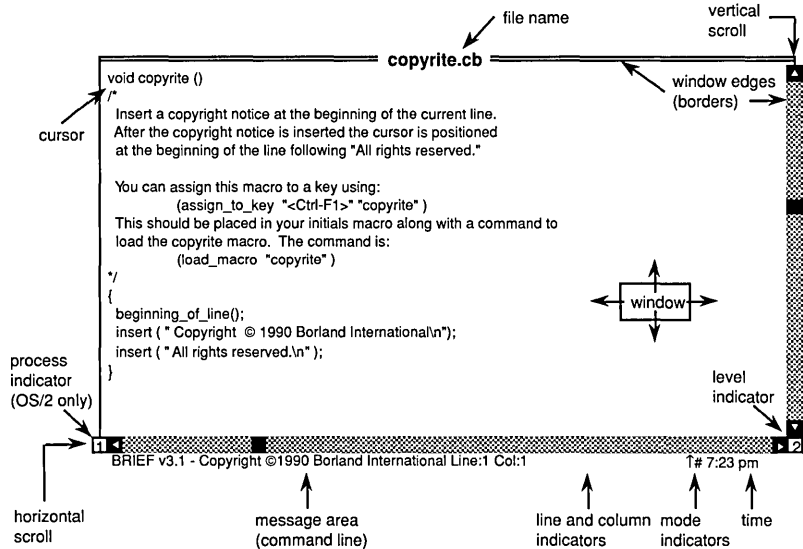 file name
vertical
scroll
copyrite.cb
window edges
(borders)
cursor
void copyrite ()
/*
Insert a copyright notice at the beginning of the current line.
After the copyright notice is inserted the cursor is positioned
at the beginning of the line following "All rights reserved."
You can assign this macro to a key using:
(assign_to_key "<Ctrl-F1>" "copyrite" )
This should be placed in your initials macro along with a command to
load the copyrite macro. The command is:
(load_macro "copyrite" )
*/
{
beginning_of_line();
insert ( " Copyright © 1990 Borland International\n");
insert ( " All rights reserved.\n" );
}
window
process
indicator
(OS/2 only)
level
indicator
1
2
BRIEF v3.1 - Copyright ©1990 Borland International Line:1 Col:1
↑# 7:23 pm
horizontal
scroll
message area
(command line)
line and column
indicators
mode
indicators
time